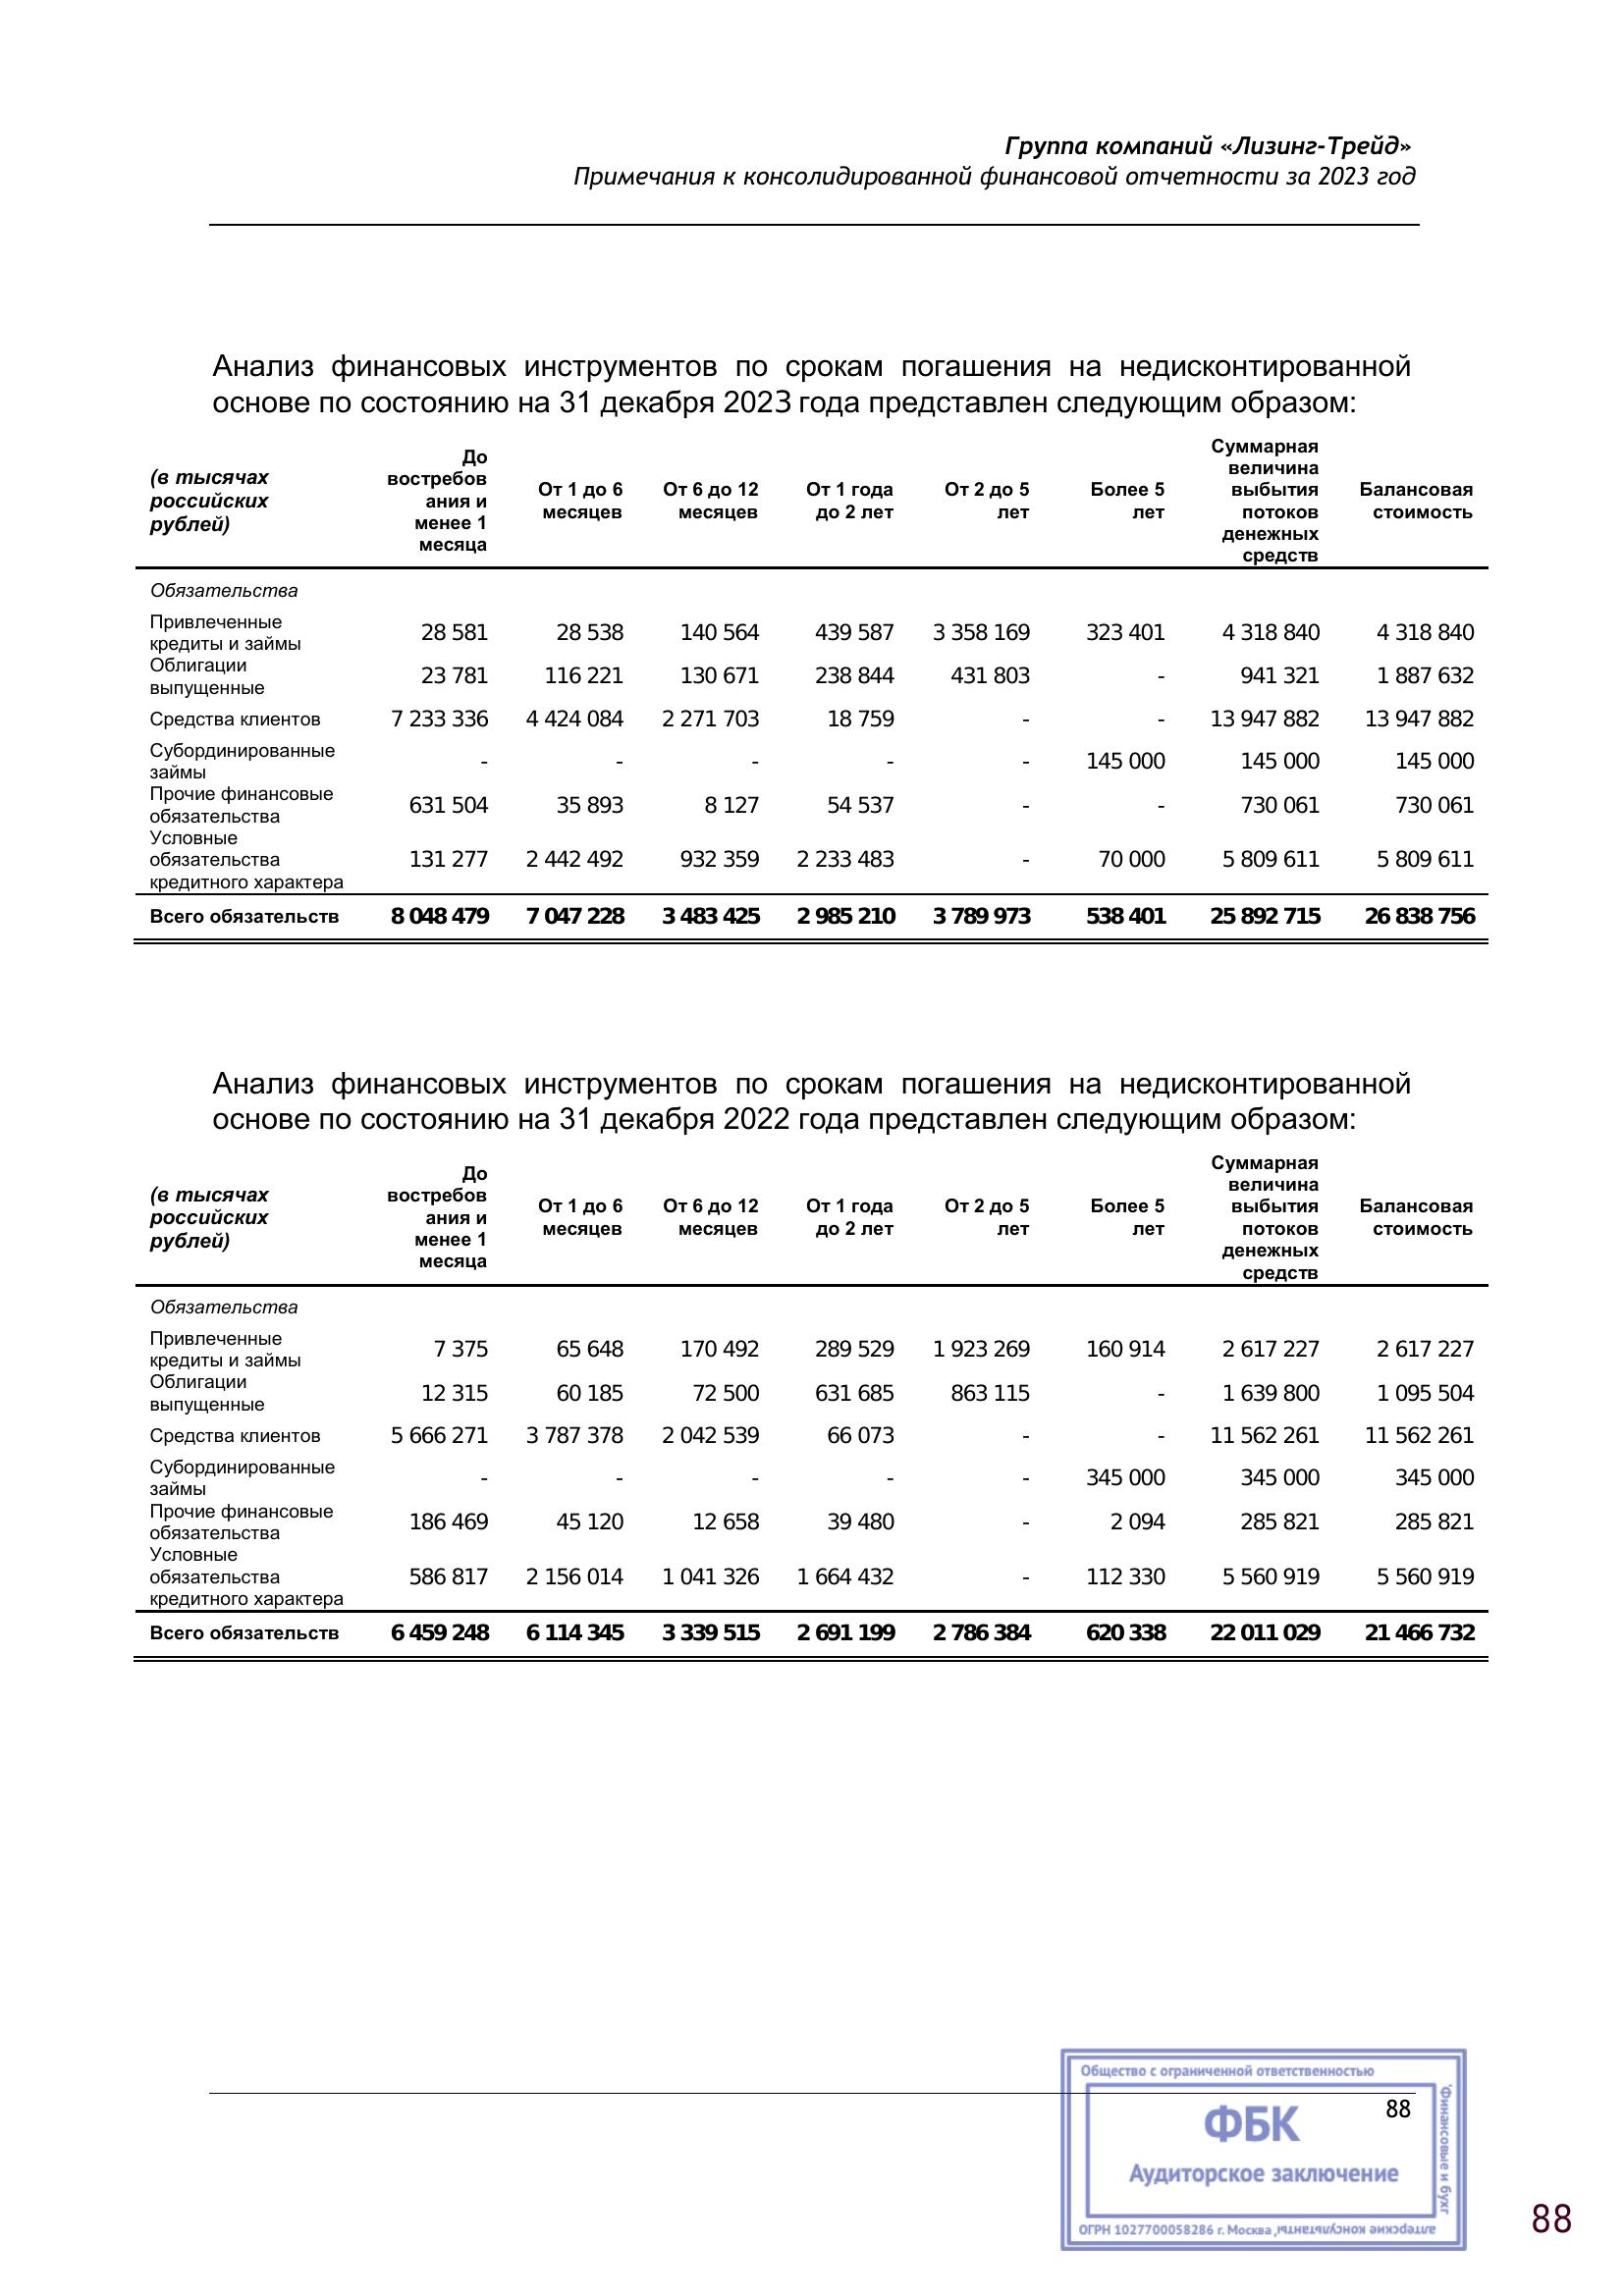 Группа компаний «Лизинг-Трейд»
Примечания к консолидированной финансовой отчетности за 2023 год
Анализ финансовых инструментов по срокам погашения на недисконтированной
основе по состоянию на 31 декабря 2023 года представлен следующим образом:
(в тысячах
российских
рублей)
До
востребов
ания и
менее 1
месяца
От 1 до 6
месяцев
От 6 до 12
месяцев
От 1 года
до 2 лет
От 2 до 5
лет
Более 5
лет
Суммарная
величина
выбытия
потоков
денежных
средств
Балансовая
стоимость
Обязательства
Привлеченные
кредиты и займы 28 581 28 538 140 564 439 587 3 358 169 323 401 4 318 840 4 318 840
Облигации
выпущенные 23 781 116 221 130 671 238 844 431 803 - 941 321 1 887 632
Средства клиентов 7 233 336 4 424 084 2 271 703 18 759 - - 13 947 882 13 947 882
Субординированные
займы - - - - - 145 000 145 000 145 000
Прочие финансовые
обязательства 631 504 35 893 8 127 54 537 - - 730 061 730 061
Условные
обязательства 131 277 2 442 492 932 359 2 233 483 - 70 000 5 809 611 5 809 611
кредитного характера
Всего обязательств 8 048 479 7 047 228 3 483 425 2 985 210 3 789 973 538 401 25 892 715 26 838 756
Анализ финансовых инструментов по срокам погашения на недисконтированной
основе по состоянию на 31 декабря 2022 года представлен следующим образом:
(в тысячах
российских
рублей)
До
востребов
ания и
менее 1
месяца
От 1 до 6
месяцев
От 6 до 12
месяцев
От 1 года
до 2 лет
От 2 до 5
лет
Более 5
лет
Суммарная
величина
выбытия
потоков
денежных
средств
Балансовая
стоимость
Обязательства
Привлеченные
кредиты и займы 7 375 65 648 170 492 289 529 1 923 269 160 914 2 617 227 2 617 227
Облигации
выпущенные 12 315 60 185 72 500 631 685 863 115 - 1 639 800 1 095 504
Средства клиентов 5 666 271 3 787 378 2 042 539 66 073 - - 11 562 261 11 562 261
Субординированные
займы - - - - - 345 000 345 000 345 000
Прочие финансовые
обязательства 186 469 45 120 12 658 39 480 - 2 094 285 821 285 821
Условные
обязательства 586 817 2 156 014 1 041 326 1 664 432 - 112 330 5 560 919 5 560 919
кредитного характера
Всего обязательств 6 459 248 6 114 345 3 339 515 2 691 199 2 786 384 620 338 22 011 029 21 466 732
88
Общество с ограниченной ответственностью
"Финансовые и бухг
алтерские консультанты"
ФБК
Аудиторское заключение
ОГРН 1027700058286 г. Москва
88